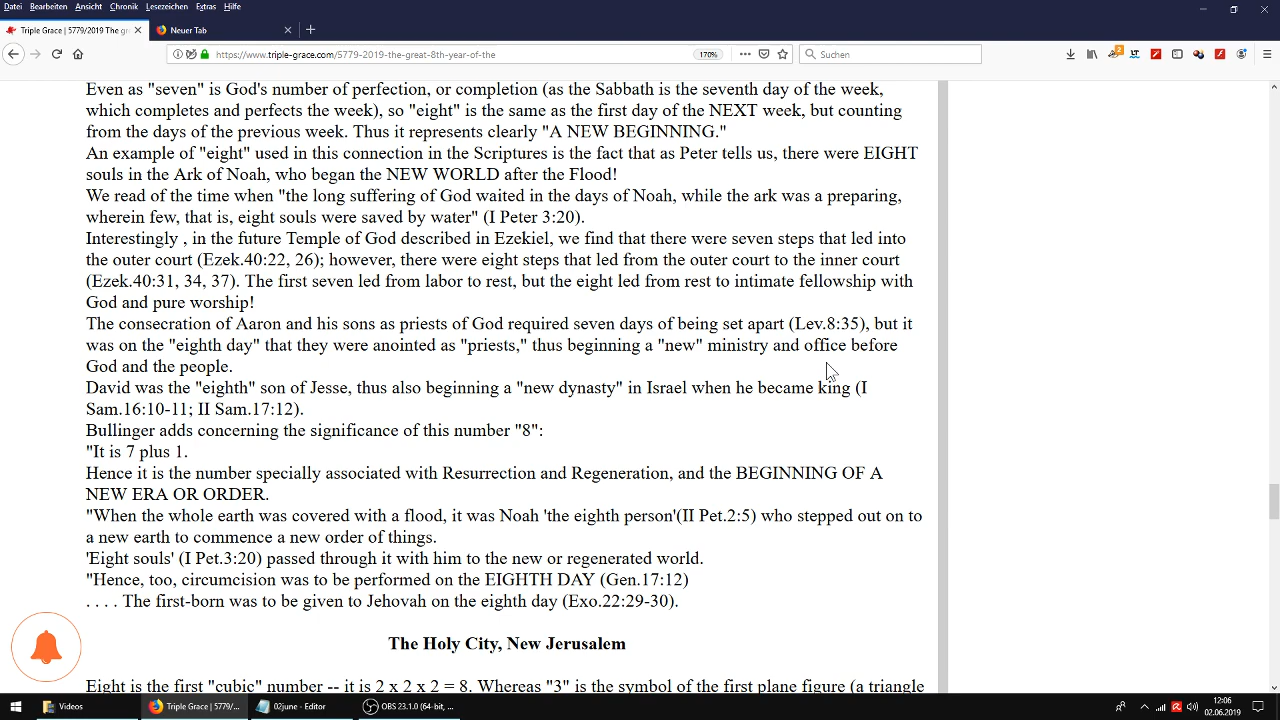 Datei Bearbeiten Ansicht Chronik Lesezeichen Extras Hilfe
Triple Grace | 5779/2019 The gr
Neuer Tab
https://www.triple-grace.com/5779-2019-the-great-8th-year-of-the
170%
Suchen
2
Even as "seven" is God's number of perfection, or completion (as the Sabbath is the seventh day of the week,
which completes and perfects the week), so "eight" is the same as the first day of the NEXT week, but counting
from the days of the previous week. Thus it represents clearly "A NEW BEGINNING."
An example of "eight" used in this connection in the Scriptures is the fact that as Peter tells us, there were EIGHT
souls in the Ark of Noah, who began the NEW WORLD after the Flood!
We read of the time when "the long suffering of God waited in the days of Noah, while the ark was a preparing,
wherein few, that is, eight souls were saved by water" (I Peter 3:20).
Interestingly , in the future Temple of God described in Ezekiel, we find that there were seven steps that led into
the outer court (Ezek.40:22, 26); however, there were eight steps that led from the outer court to the inner court
(Ezek.40:31, 34, 37). The first seven led from labor to rest, but the eight led from rest to intimate fellowship with
God and pure worship!
The consecration of Aaron and his sons as priests of God required seven days of being set apart (Lev.8:35), but it
was on the "eighth day" that they were anointed as "priests," thus beginning a "new" ministry and office before
God and the people.
David was the "eighth" son of Jesse, thus also beginning a "new dynasty" in Israel when he became king (I
Sam.16:10-11; II Sam.17:12).
Bullinger adds concerning the significance of this number "8":
"It is 7 plus 1.
Hence it is the number specially associated with Resurrection and Regeneration, and the BEGINNING OF A
NEW ERA OR ORDER.
"When the whole earth was covered with a flood, it was Noah 'the eighth person'(II Pet.2:5) who stepped out on to
a new earth to commence a new order of things.
'Eight souls' (I Pet.3:20) passed through it with him to the new or regenerated world.
"Hence, too, circumcision was to be performed on the EIGHTH DAY (Gen.17:12)
. . . . The first-born was to be given to Jehovah on the eighth day (Exo.22:29-30).
The Holy City, New Jerusalem
Eight is the first "cubic" number -- it is 2 x 2 x 2 = 8. Whereas "3" is the symbol of the first plane figure (a triangle
Videos
Triple Grace | 5779/...
02june - Editor
OBS 23.1.0 (64-bit, ...
12:06
02.06.2019